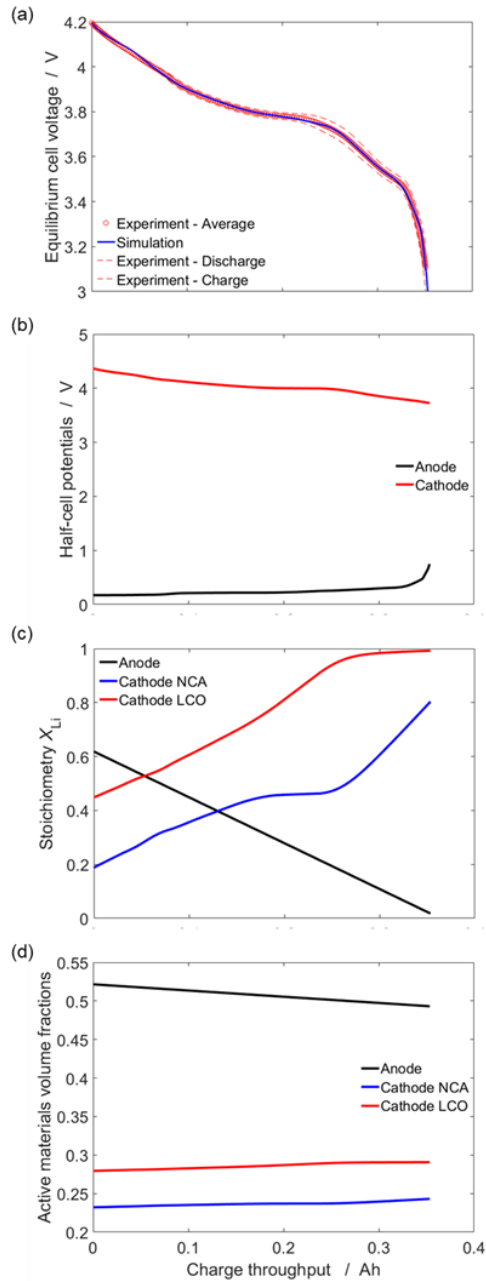 (a)
4.2
4
3.8
3.6
3.4
3.2
3
Equilibrium cell voltage / V
Experiment - Average
Simulation
Experiment - Discharge
Experiment - Charge
(b)
5
4
3
2
1
0
Half-cell potentials / V
Anode
Cathode
(c)
1
0.8
0.6
0.4
0.2
0
Stoichiometry XLi
Anode
Cathode NCA
Cathode LCO
(d)
0.55
0.5
0.45
0.4
0.35
0.3
0.25
0.2
Active materials volume fractions
Anode
Cathode NCA
Cathode LCO
0 0.1 0.2 0.3 0.4
Charge throughput / Ah